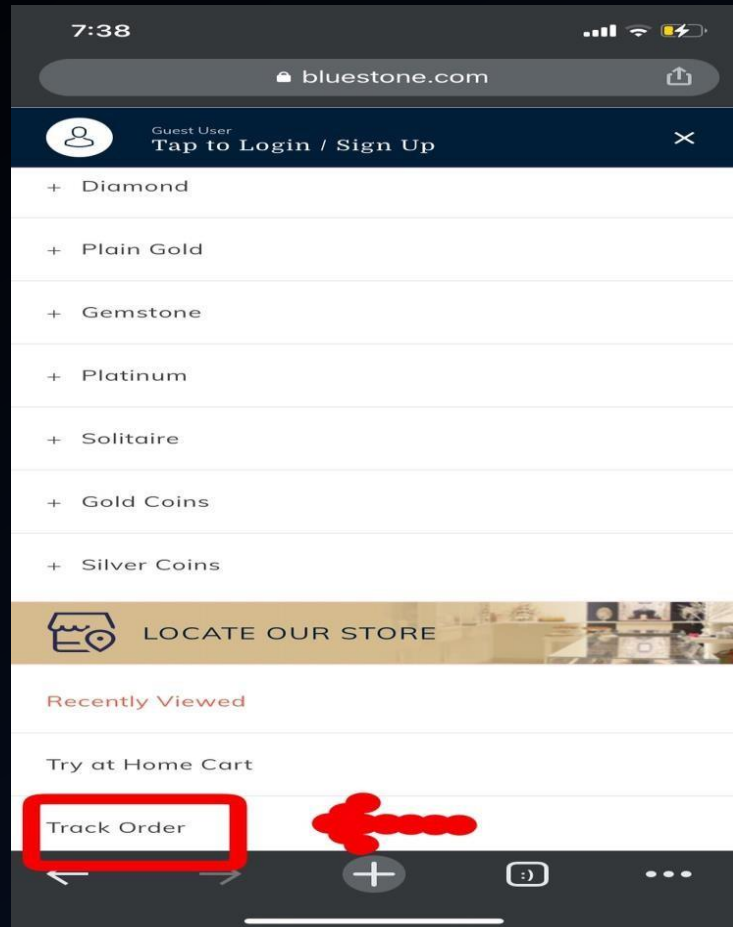 7:38
bluestone.com
Guest User
Tap to Login / Sign Up
+ Diamond
+ Plain Gold
+ Gemstone
+ Platinum
+ Solitaire
+ Gold Coins
+ Silver Coins
LOCATE OUR STORE
Recently Viewed
Try at Home Cart
Track Order
:)